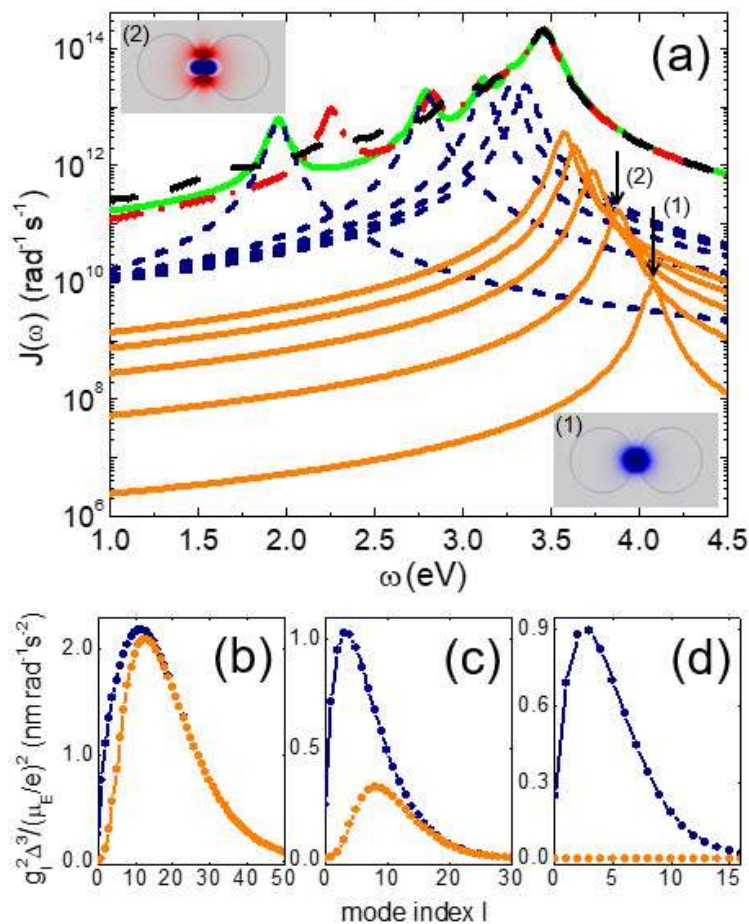 (2)
(a)
10^14
10^12
10^10
10^8
10^6
J(ω) (rad⁻¹ s⁻¹)
(2)
(1)
(1)
1.0 1.5 2.0 2.5 3.0 3.5 4.0 4.5
ω(eV)
g_l^2 Δ^3/(μ_E/e)^2 (nm rad⁻¹s⁻²)
(b)
2.0
1.0
0.0
0 10 20 30 40 50
(c)
1.0
0.5
0.0
0 10 20 30
(d)
0.9
0.6
0.3
0.0
0 5 10 15
mode index l